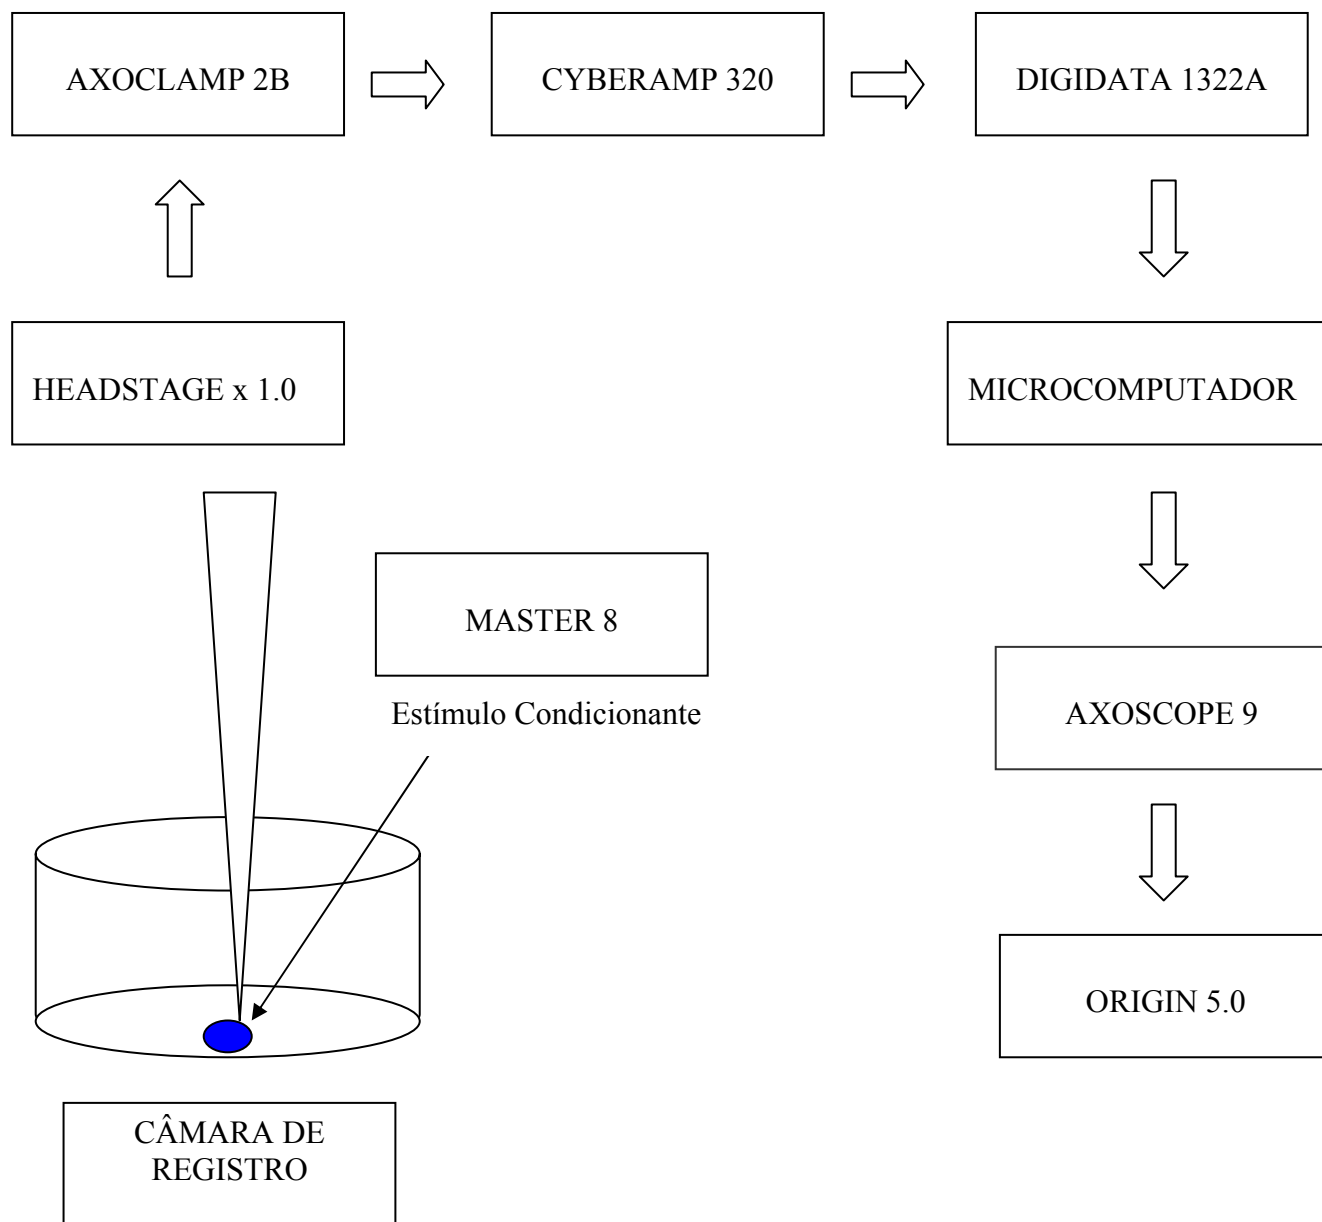 AXOCLAMP 2B
CYBERAMP 320
DIGIDATA 1322A
HEADSTAGE x 1.0
MICROCOMPUTADOR
MASTER 8
Estímulo Condicionante
AXOSCOPE 9
ORIGIN 5.0
CÂMARA DE
REGISTRO